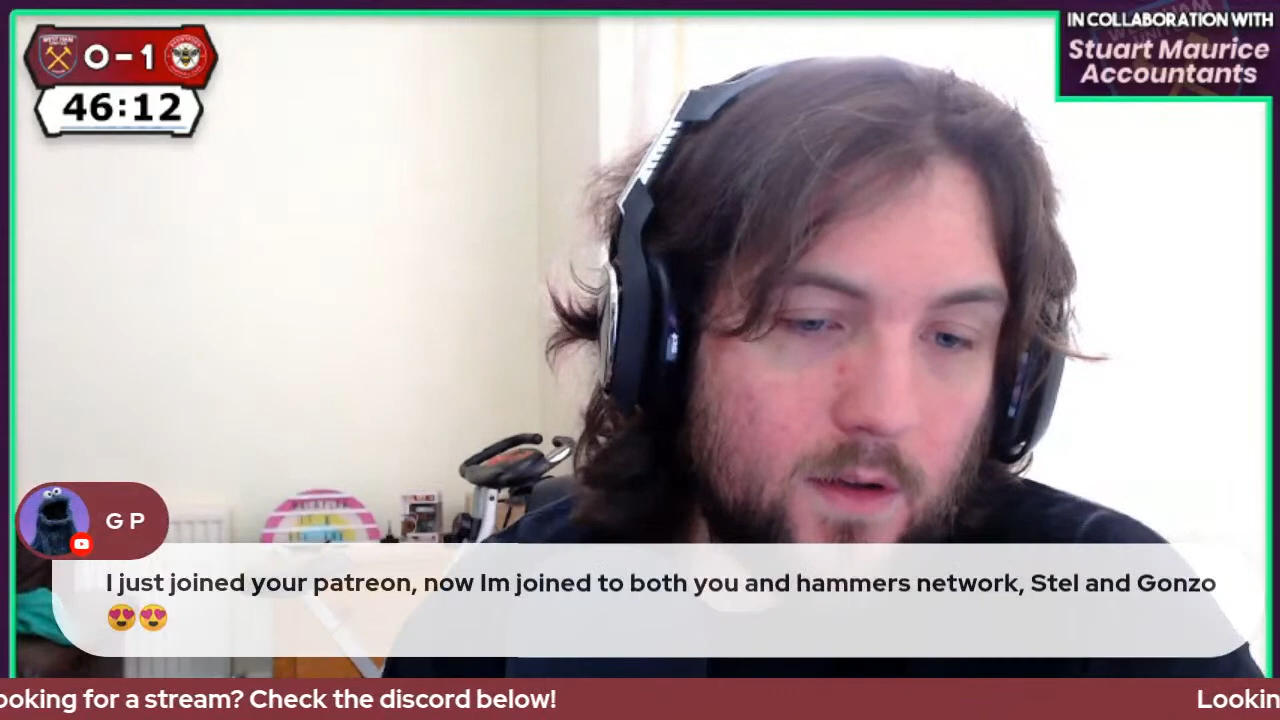 0-1
46:12
IN COLLABORATION WITH
Stuart Maurice
Accountants
G P
I just joined your patreon, now Im joined to both you and hammers network, Stel and Gonzo
😍😍
ooking for a stream? Check the discord below!
Lookin